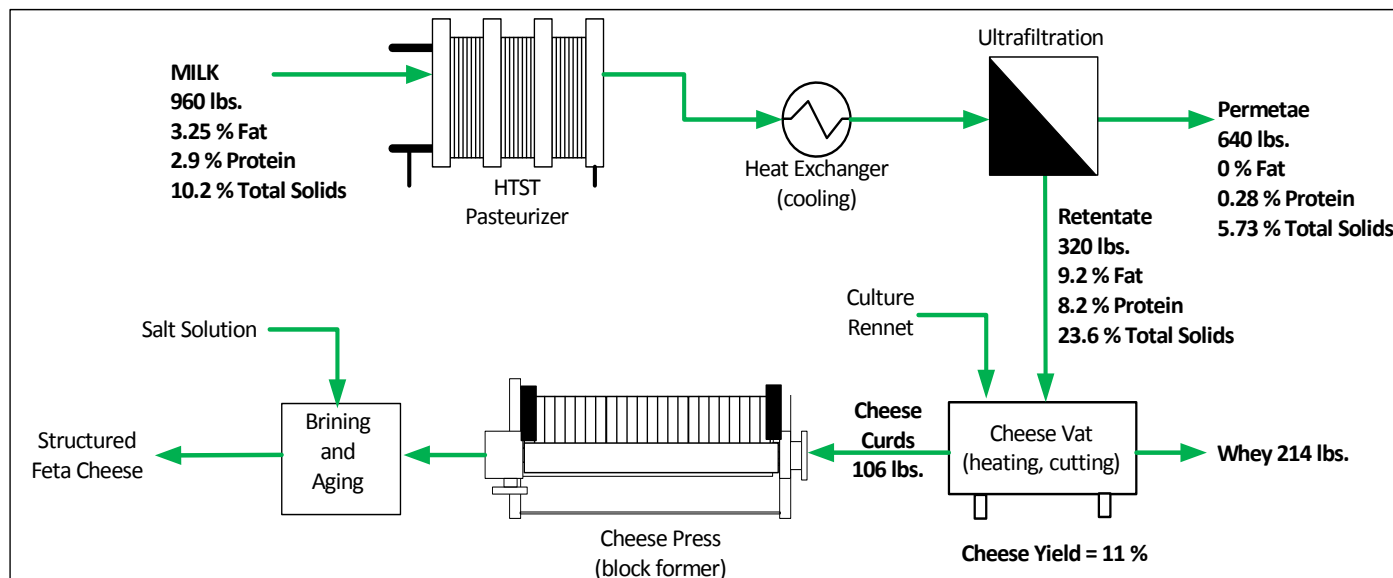 MILK
960 lbs.
3.25 % Fat
2.9 % Protein
10.2 % Total Solids
HTST
Pasteurizer
Heat Exchanger
(cooling)
Ultrafiltration
Permetae
640 lbs.
0 % Fat
0.28 % Protein
5.73 % Total Solids
Retentate
320 lbs.
9.2 % Fat
8.2 % Protein
23.6 % Total Solids
Culture
Rennet
Cheese Vat
(heating, cutting)
Whey 214 lbs.
Cheese Yield = 11 %
Cheese
Curds
106 lbs.
Cheese Press
(block former)
Salt Solution
Brining
and
Aging
Structured
Feta Cheese